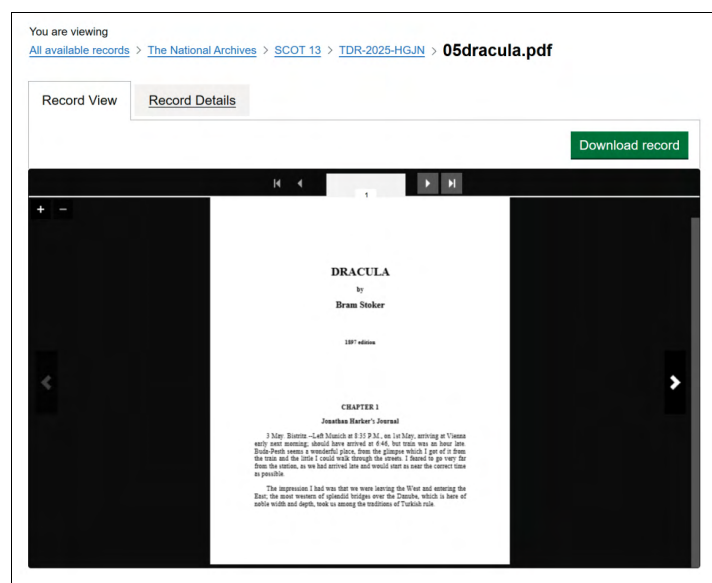 You are viewing
All available records > The National Archives > SCOT 13 > TDR-2025-HGJN > 05dracula.pdf
Record View Record Details
Download record
1
+ −
DRACULA
by
Bram Stoker
1897 edition
CHAPTER 1
Jonathan Harker's Journal
3 May. Bistritz.--Left Munich at 8:35 P.M., on 1st May, arriving at Vienna
early next morning; should have arrived at 6:46, but train was an hour late.
Buda-Pesth seems a wonderful place, from the glimpse which I got of it from
the train and the little I could walk through the streets. I feared to go very far
from the station, as we had arrived late and would start as near the correct time
as possible.
The impression I had was that we were leaving the West and entering the
East; the most western of splendid bridges over the Danube, which is here of
noble width and depth, took us among the traditions of Turkish rule.